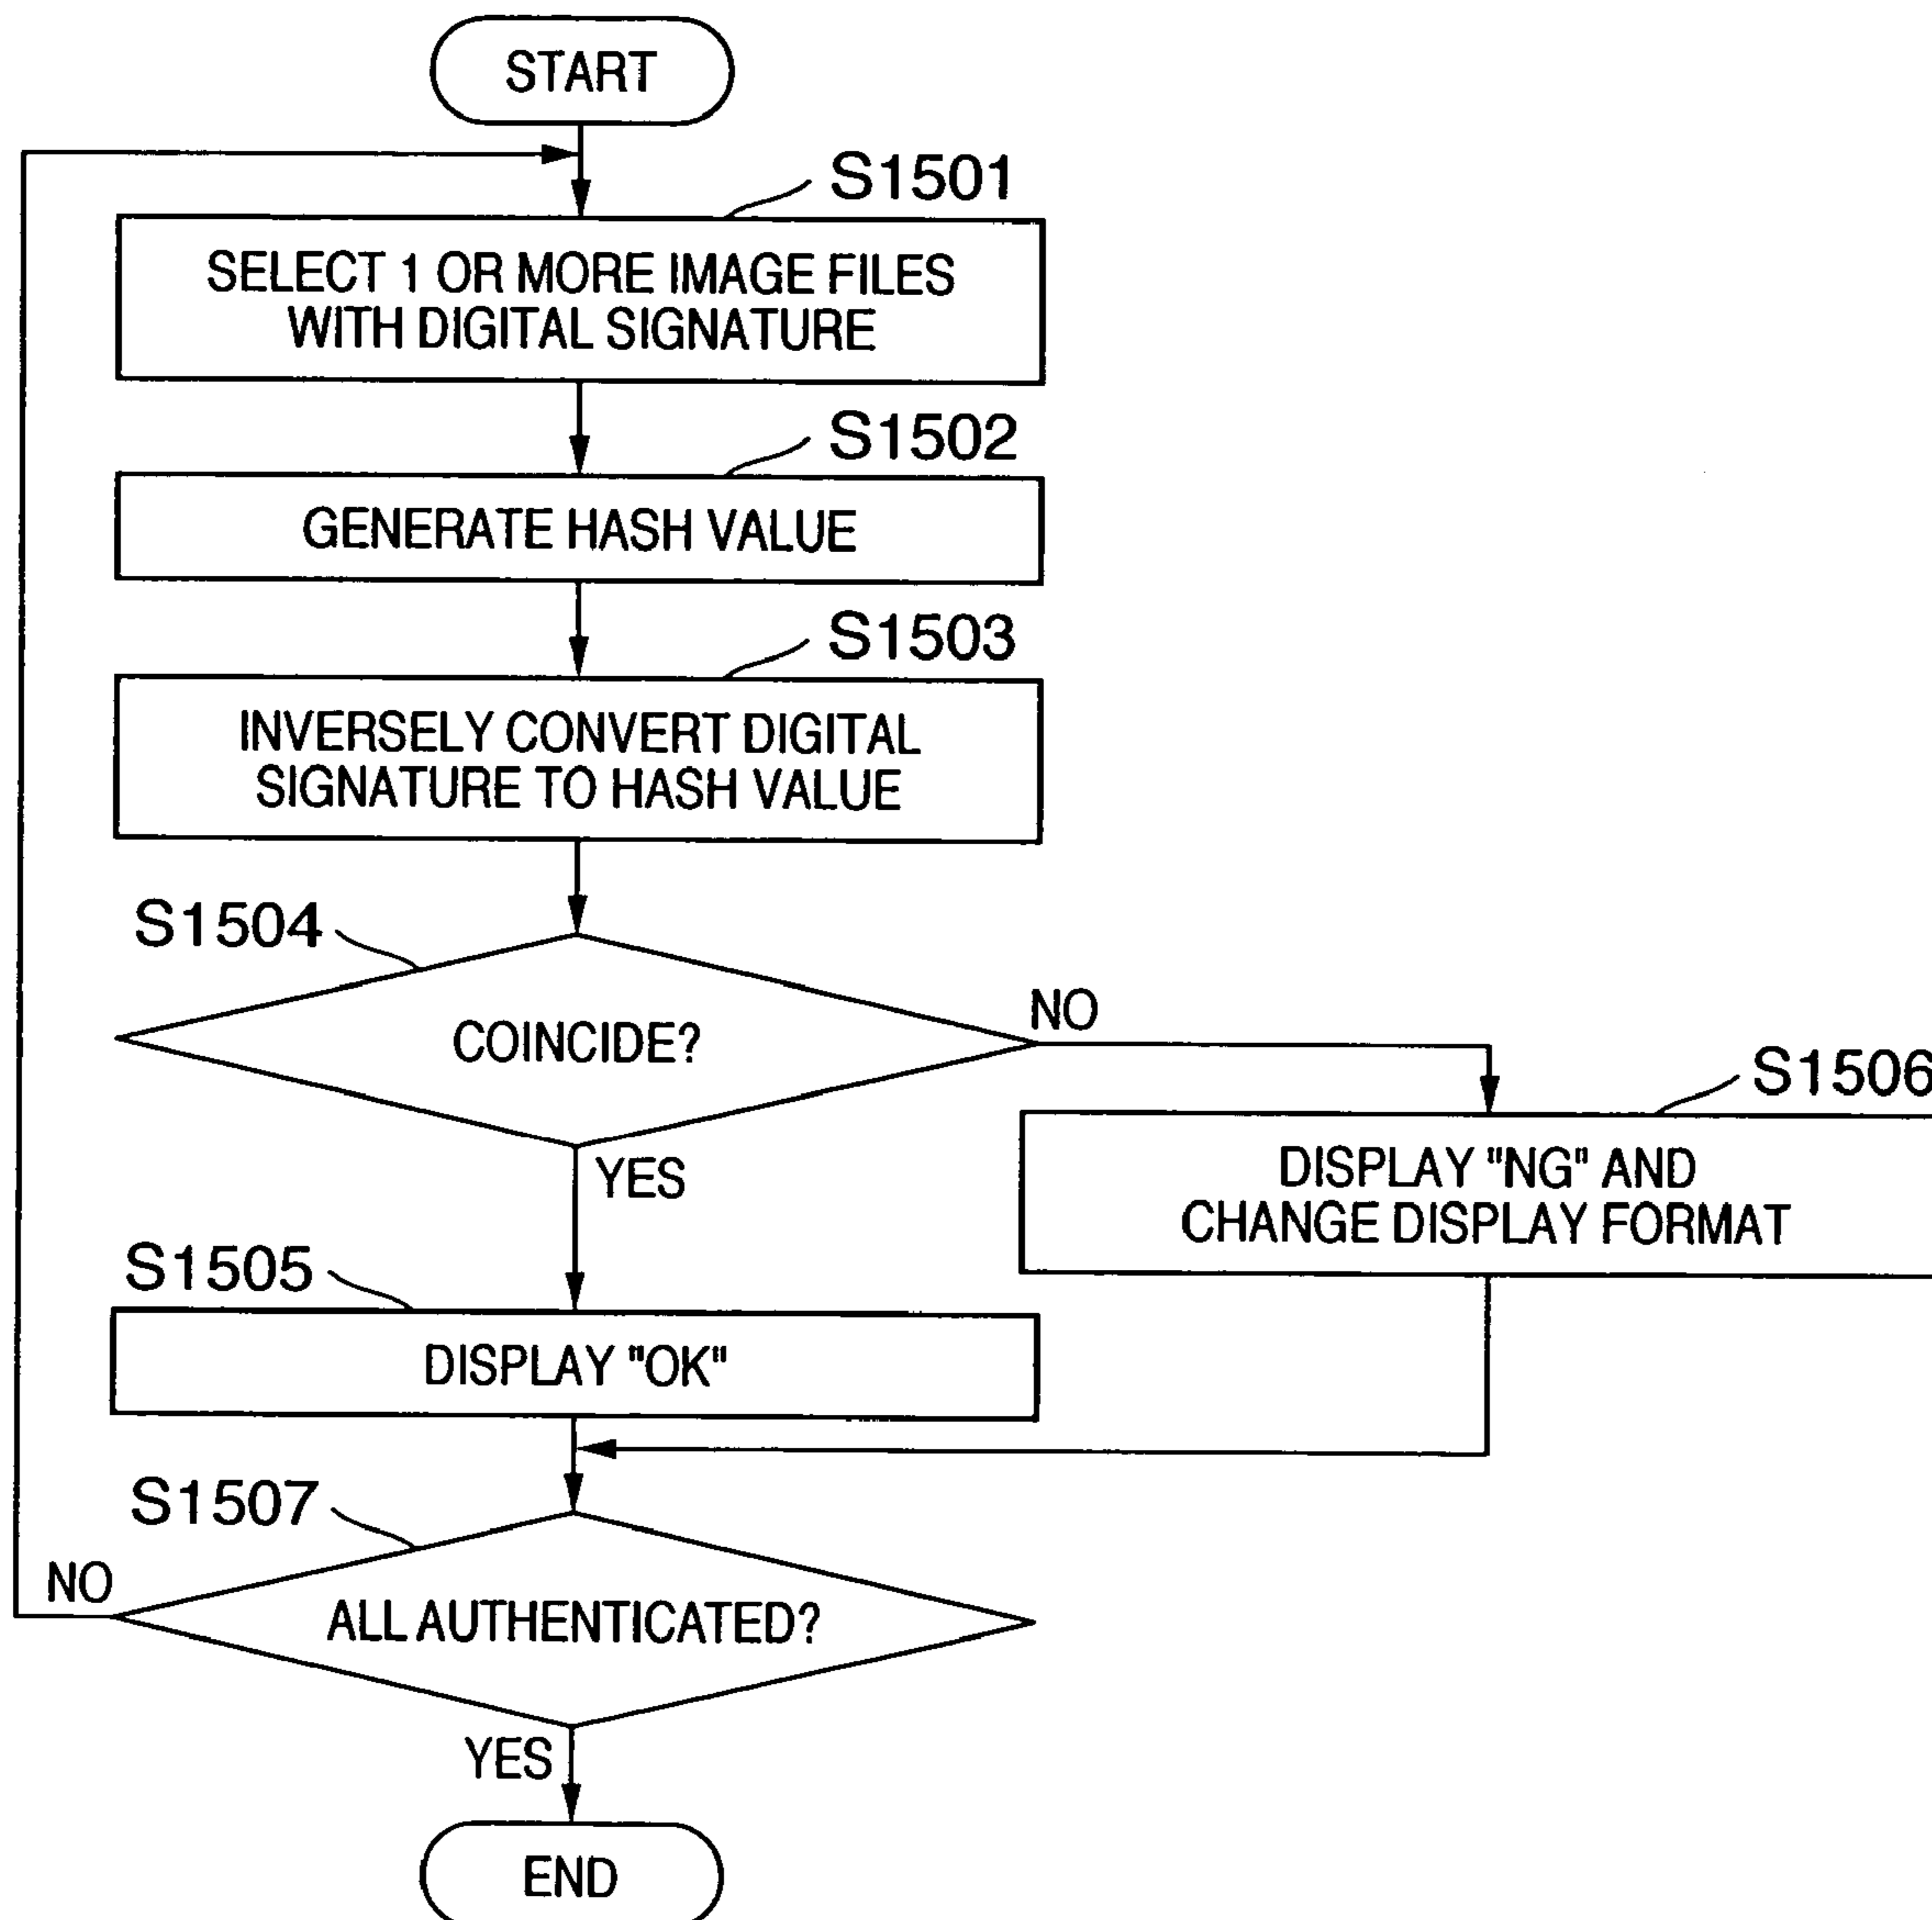 START
S1501
SELECT 1 OR MORE IMAGE FILES
WITH DIGITAL SIGNATURE
S1502
GENERATE HASH VALUE
S1503
INVERSELY CONVERT DIGITAL
SIGNATURE TO HASH VALUE
S1504
COINCIDE?
NO
YES
S1506
DISPLAY "NG" AND
CHANGE DISPLAY FORMAT
S1505
DISPLAY "OK"
S1507
NO
ALL AUTHENTICATED?
YES
END